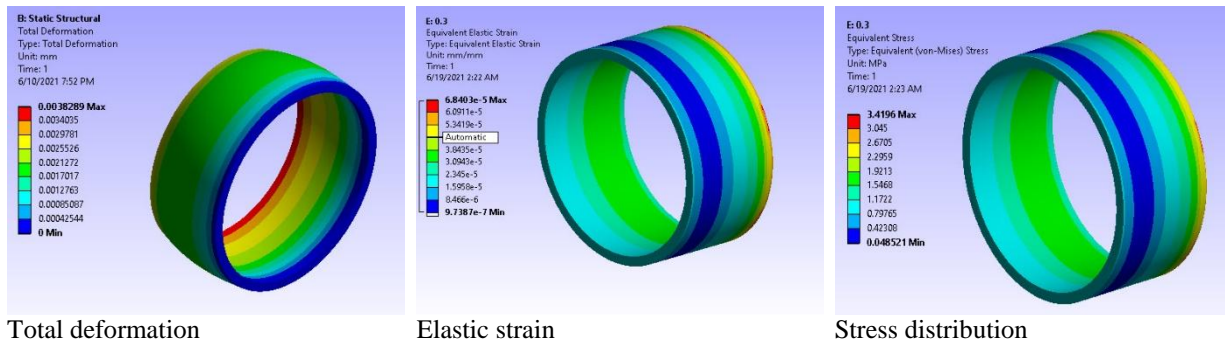 B: Static Structural
Total Deformation
Type: Total Deformation
Unit: mm
Time: 1
6/10/2021 7:52 PM
0.0038289 Max
0.0034035
0.0029781
0.0025526
0.0021272
0.0017017
0.0012763
0.00085087
0.00042544
0 Min
Total deformation
E: 0.3
Equivalent Elastic Strain
Type: Equivalent Elastic Strain
Unit: mm/mm
Time: 1
6/19/2021 2:22 AM
6.8403e-5 Max
6.0911e-5
5.3419e-5
Automatic
3.8435e-5
3.0943e-5
2.345e-5
1.5958e-5
8.466e-6
9.7387e-7 Min
Elastic strain
E: 0.3
Equivalent Stress
Type: Equivalent (von-Mises) Stress
Unit: MPa
Time: 1
6/19/2021 2:23 AM
3.4196 Max
3.045
2.6705
2.2959
1.9213
1.5468
1.1722
0.79765
0.42308
0.048521 Min
Stress distribution